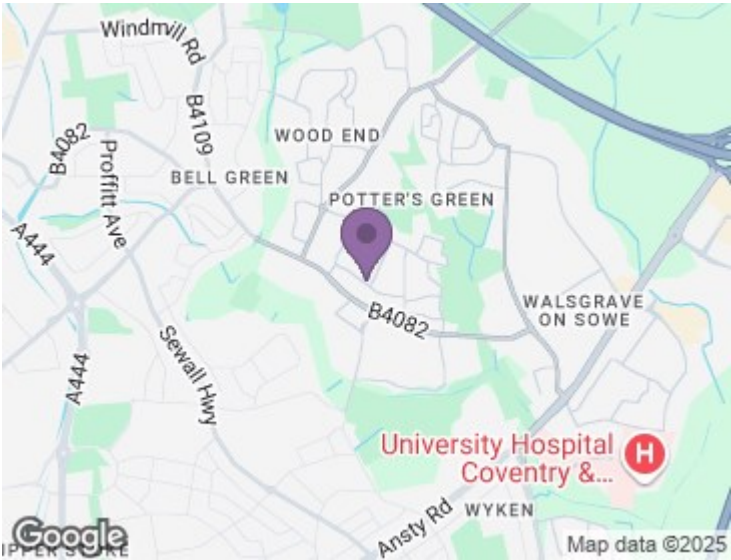 Windmill Rd
B4109
WOOD END
B4082
Proffitt Ave
BELL GREEN
POTTER'S GREEN
A444
WALSGRAVE
ON SOWE
B4082
Sewall Hwy
A444
University Hospital
Coventry &...
H
Ansty Rd
WYKEN
Google
Map data ©2025